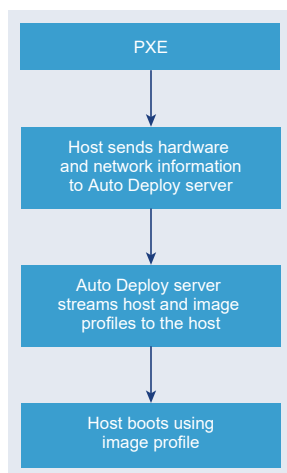 PXE
Host sends hardware
and network information
to Auto Deploy server
Auto Deploy server
streams host and image
profiles to the host
Host boots using
image profile